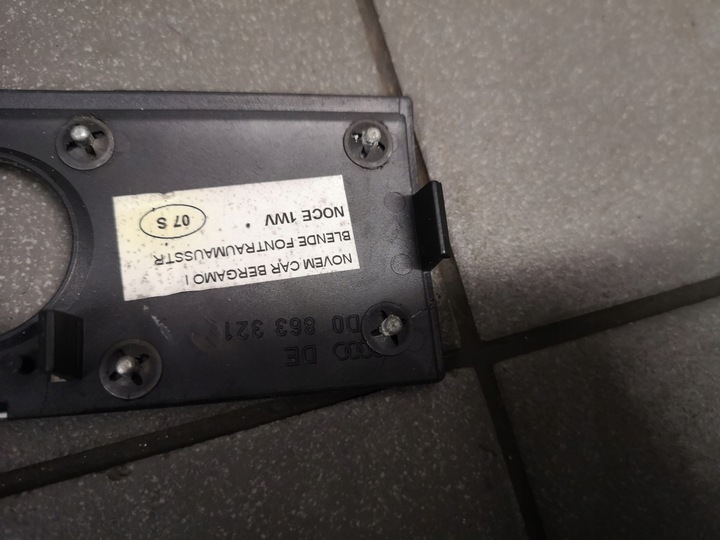 NOVEM CAR BERGAMO I
BLENDE FONTRAUMAUSSTR
NOCE 1WV
07 S
D0 863 321
DE